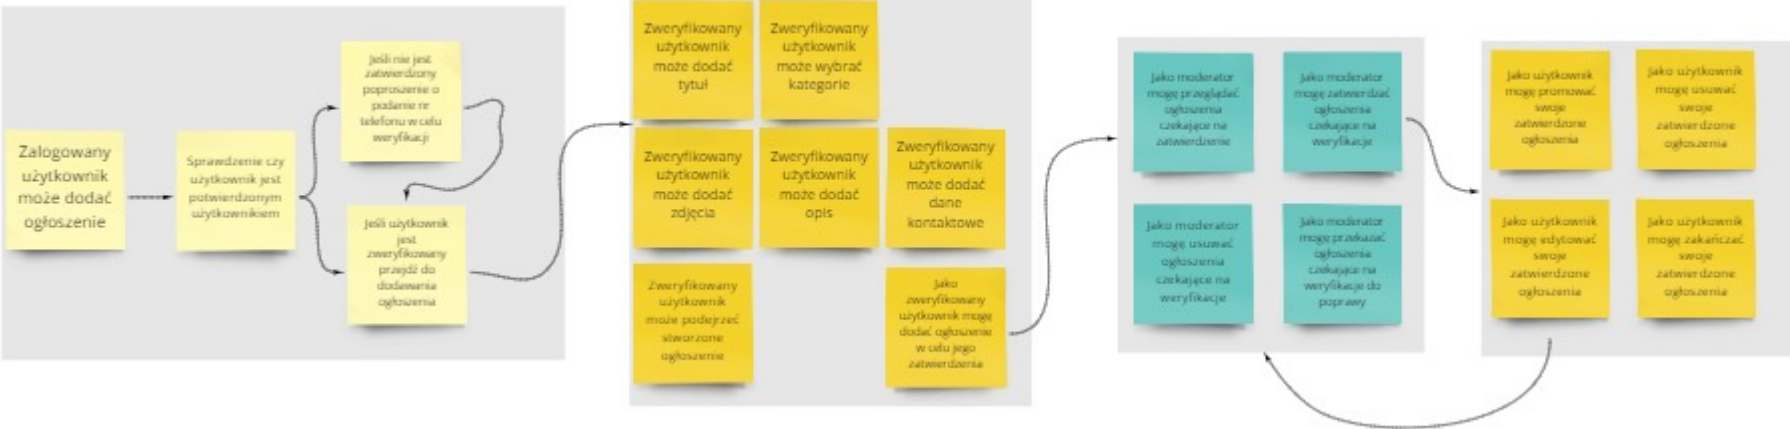 Zalogowany
użytkownik
może dodać
ogłoszenie
Sprawdzenie czy
użytkownik jest
potwierdzonym
użytkownikiem
Jeśli nie jest
zatwierdzony
poproszenie o
podanie nr
telefonu w celu
weryfikacji
Jeśli użytkownik
jest
zweryfikowany
przejdź do
dodawania
ogłoszenia
Zweryfikowany
użytkownik
może dodać
tytuł
Zweryfikowany
użytkownik
może wybrać
kategorie
Zweryfikowany
użytkownik
może dodać
zdjęcia
Zweryfikowany
użytkownik
może dodać
opis
Zweryfikowany
użytkownik
może dodać
dane
kontaktowe
Zweryfikowany
użytkownik
może podejrzeć
stworzone
ogłoszenie
Jako
zweryfikowany
użytkownik mogę
dodać ogłoszenie
w celu jego
zatwierdzenia
Jako moderator
mogę przeglądać
ogłoszenia
czekające na
zatwierdzenie
Jako moderator
mogę zatwierdzać
ogłoszenia
czekające na
weryfikacje
Jako moderator
mogę usuwać
ogłoszenia
czekające na
weryfikacje
Jako moderator
mogę przekazać
ogłoszenia
czekające na
weryfikacje do
poprawy
Jako użytkownik
mogę promować
swoje
zatwierdzone
ogłoszenia
Jako użytkownik
mogę usuwać
swoje
zatwierdzone
ogłoszenia
Jako użytkownik
mogę edytować
swoje
zatwierdzone
ogłoszenia
Jako użytkownik
mogę zakańczać
swoje
zatwierdzone
ogłoszenia